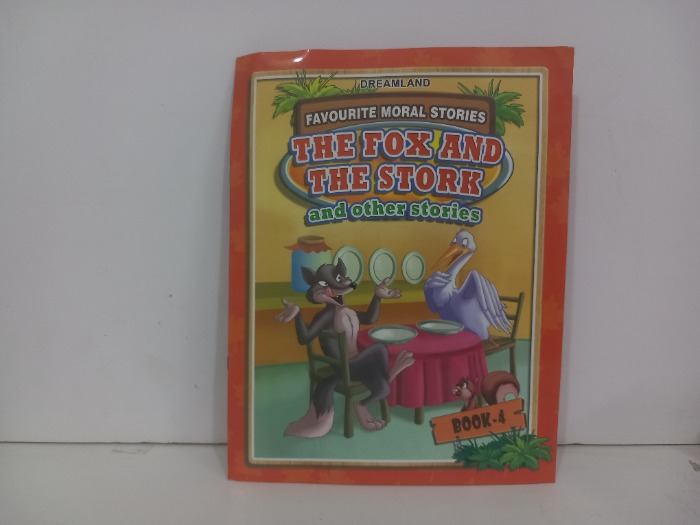 DREAMLAND
FAVOURITE MORAL STORIES
THE FOX AND
THE STORK
and other stories
BOOK-4